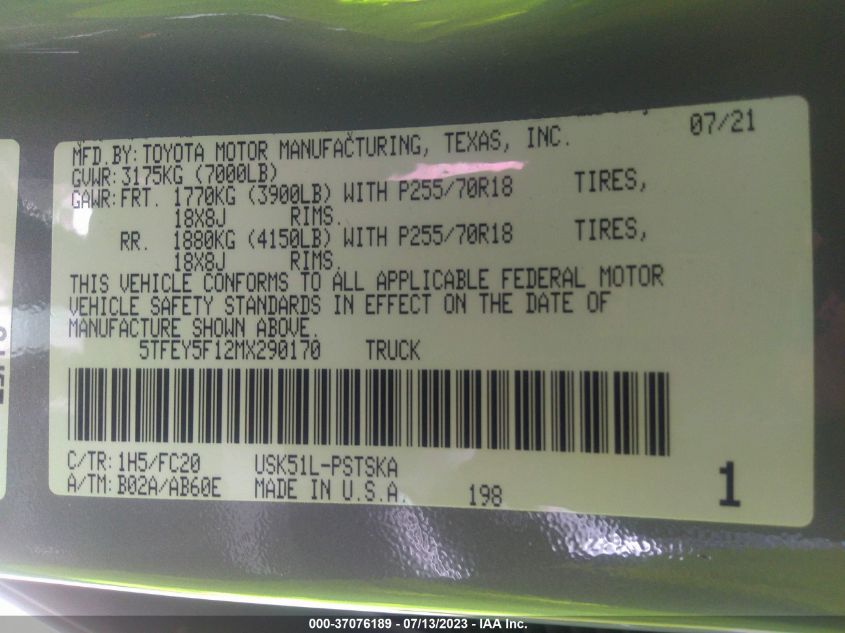 MFD.BY: TOYOTA MOTOR MANUFACTURING, TEXAS, INC. 07/21
GVWR: 3175KG (7000LB)
GAWR: FRT. 1770KG (3900LB) WITH P255/70R18 TIRES,
18X8J RIMS.
RR. 1880KG (4150LB) WITH P255/70R18 TIRES,
18X8J RIMS.
THIS VEHICLE CONFORMS TO ALL APPLICABLE FEDERAL MOTOR
VEHICLE SAFETY STANDARDS IN EFFECT ON THE DATE OF
MANUFACTURE SHOWN ABOVE.
5TFEY5F12MX290170 TRUCK
C/TR: 1H5/FC20 USK51L-PSTSKA
A/TM: B02A/AB60E MADE IN U.S.A. 198 1
000-37076189 - 07/13/2023 - IAA Inc.